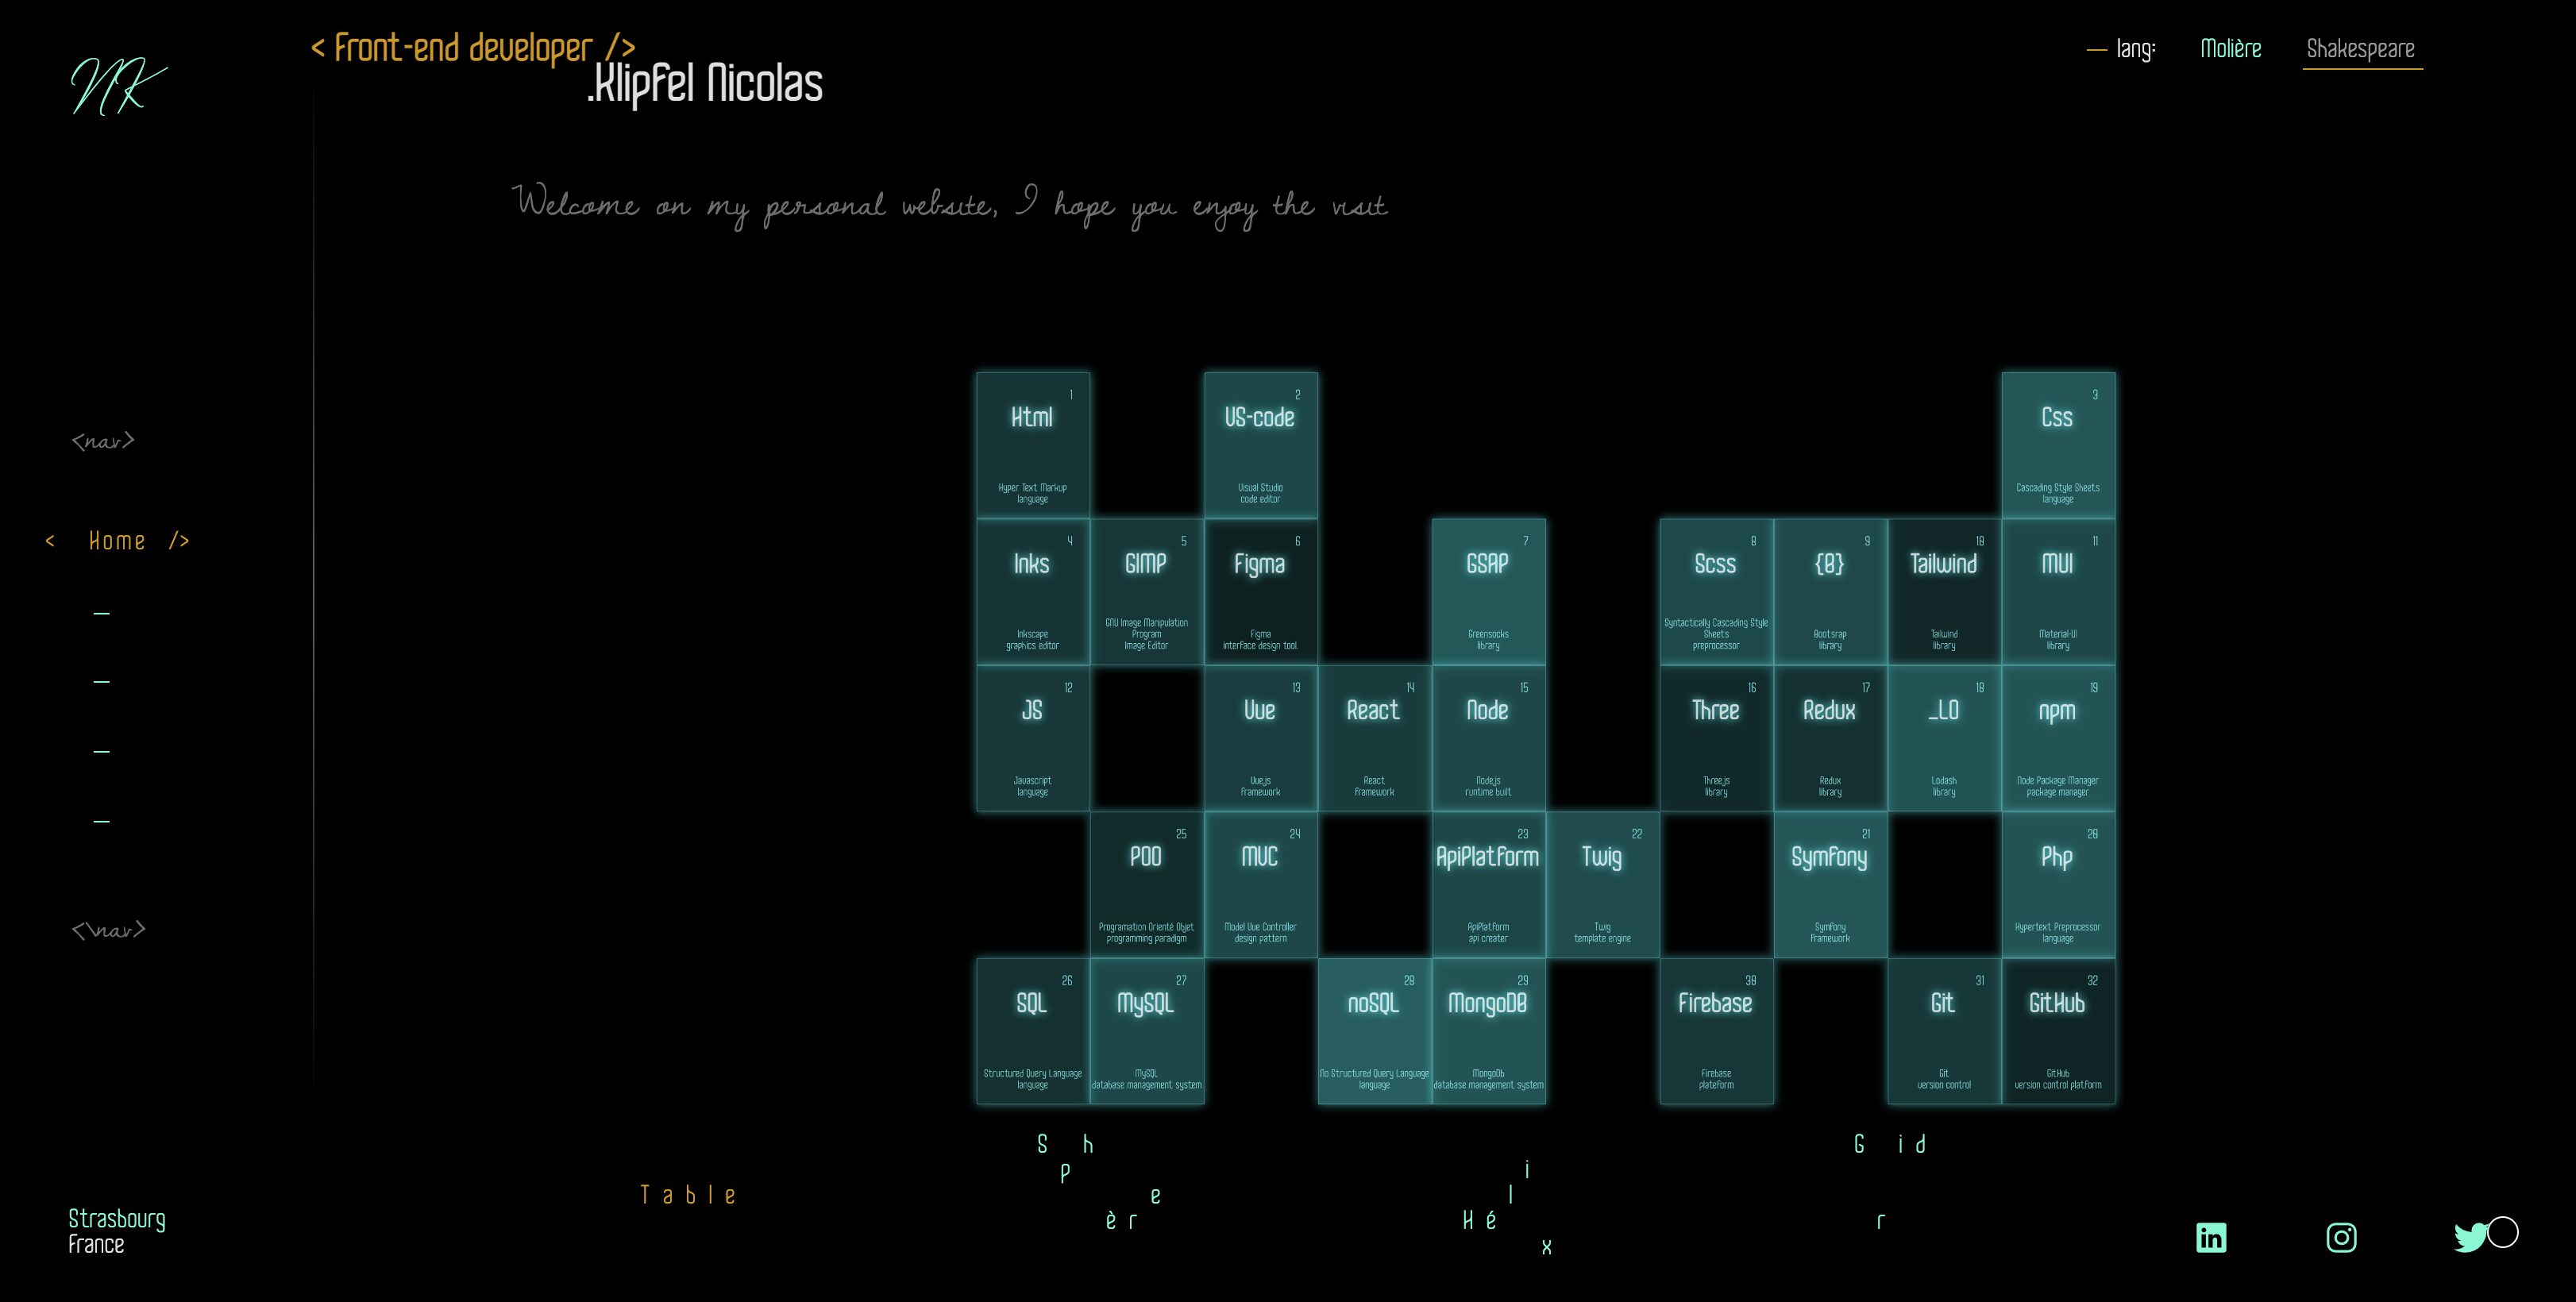 < Front-end developer />
.Klipfel Nicolas
— lang: Molière Shakespeare
NK
Welcome on my personal website, I hope you enjoy the visit
<nav>
< Home />
—
—
—
—
<\nav>
Strasbourg
France
1
Html
Hyper Text Markup
language
2
VS-code
Visual Studio
code editor
3
Css
Cascading Style Sheets
language
4
Inks
Inkscape
graphics editor
5
GIMP
GNU Image Manipulation
Program
Image Editor
6
Figma
Figma
interface design tool.
7
GSAP
Greensocks
library
8
Scss
Syntactically Cascading Style
Sheets
preprocessor
9
{B}
Bootsrap
library
10
Tailwind
Tailwind
library
11
MUI
Material-UI
library
12
JS
Javascript
language
13
Vue
Vuejs
framework
14
React
React
framework
15
Node
Nodejs
runtime built
16
Three
Threejs
library
17
Redux
Redux
library
18
_LO
Lodash
library
19
npm
Node Package Manager
package manager
25
POO
Programation Orienté Objet
programming paradigm
24
MVC
Model Vue Controller
design pattern
23
ApiPlatform
ApiPlatform
api creater
22
Twig
Twig
template engine
21
Symfony
Symfony
Framework
20
Php
Hypertext Preprocessor
language
26
SQL
Structured Query Language
language
27
MySQL
MySQL
database management system
28
noSQL
No Structured Query Language
language
29
MongoDB
MongoDb
database management system
30
Firebase
Firebase
plateform
31
Git
Git
version control
32
GitHub
GitHub
version control platform
Table
Sphère
Hélix
Grid